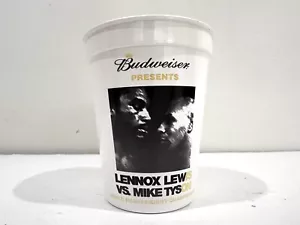 Budweiser
PRESENTS
LENNOX LEWIS
VS. MIKE TYSON